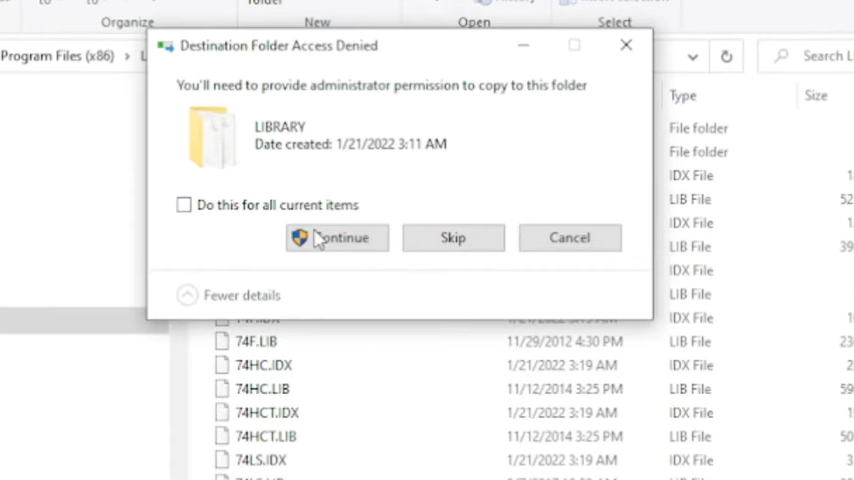 Organize New Open Select
Program Files (x86) L Search
Destination Folder Access Denied
You'll need to provide administrator permission to copy to this folder
LIBRARY
Date created: 1/21/2022 3:11 AM
Do this for all current items
Continue Skip Cancel
Fewer details
Type Size
File folder
File folder
IDX File
LIB File 52
IDX File
LIB File 39
IDX File
LIB File
IDX File
74F.LIB 11/29/2012 4:30 PM LIB File 23
74HC.IDX 1/21/2022 3:19 AM IDX File 2
74HC.LIB 11/12/2014 3:25 PM LIB File 59
74HCT.IDX 1/21/2022 3:19 AM IDX File
74HCT.LIB 11/12/2014 3:25 PM LIB File 50
74LS.IDX 1/21/2022 3:19 AM IDX File 3